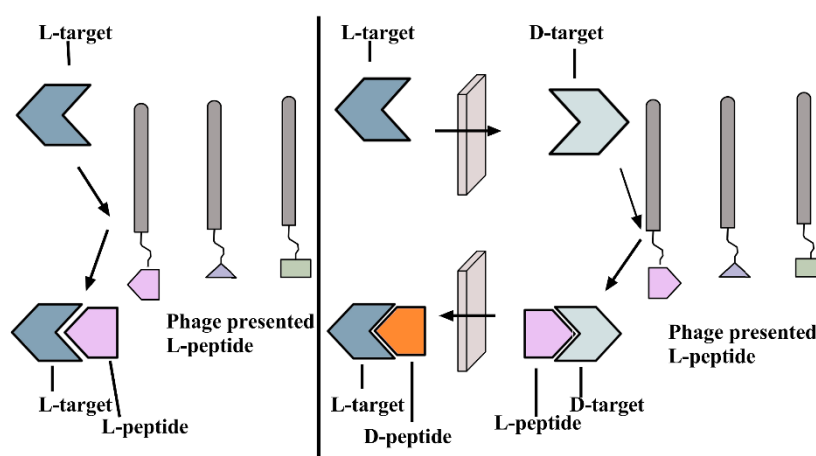 L-target
Phage presented
L-peptide
L-target
L-peptide
L-target
D-target
Phage presented
L-peptide
L-target
D-peptide
L-peptide
D-target